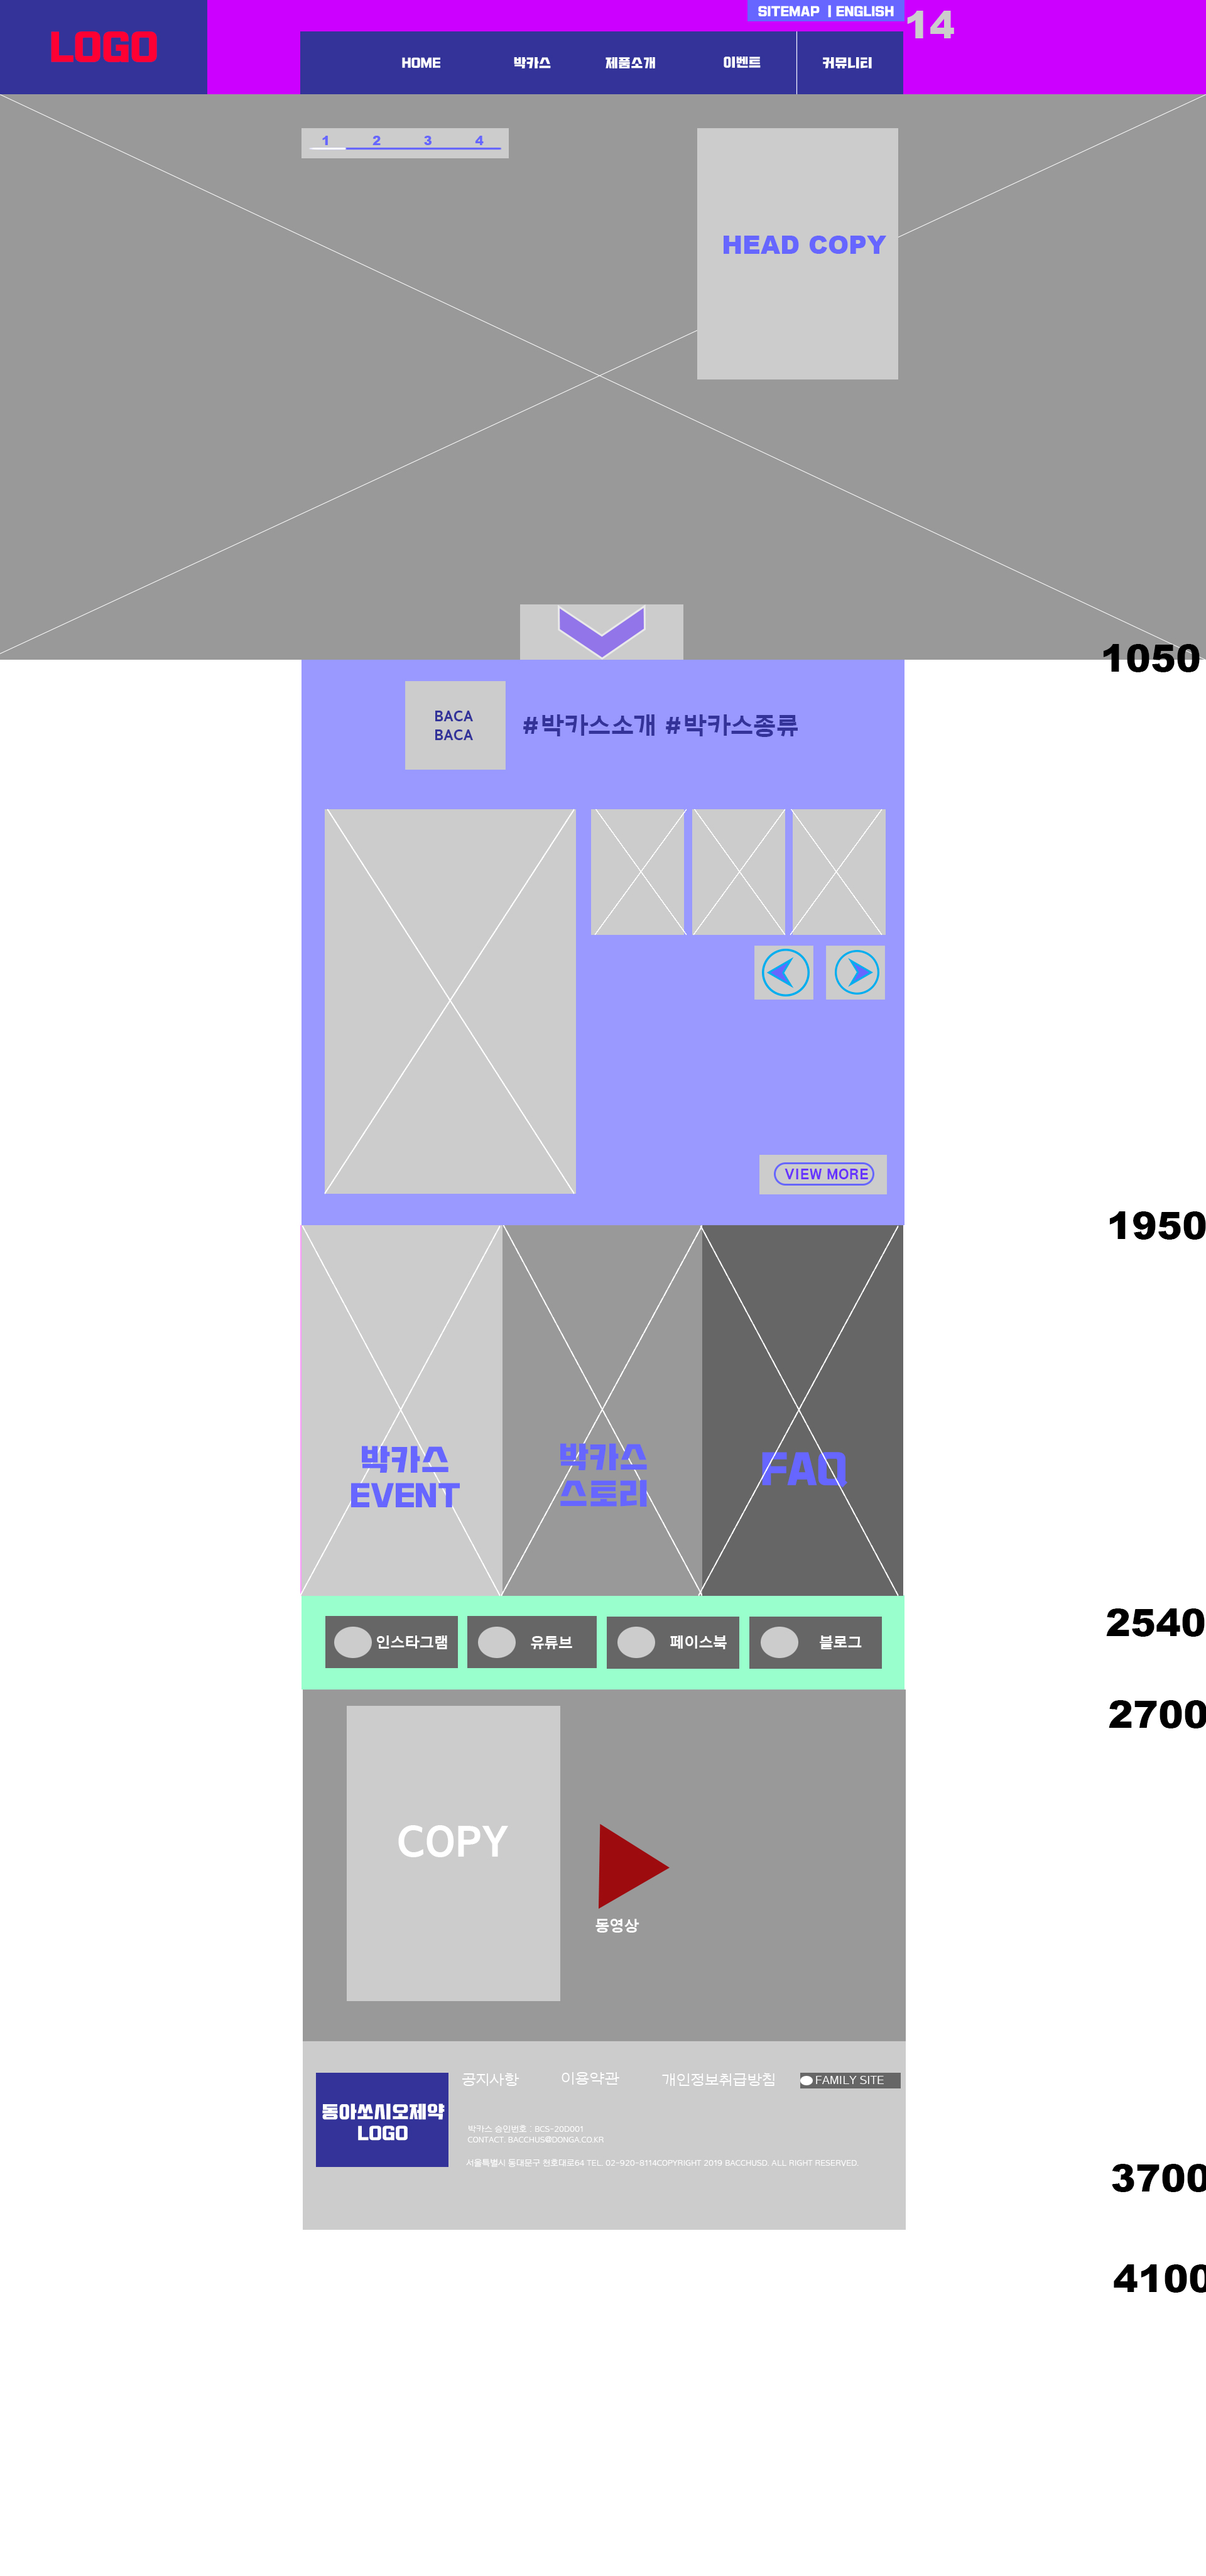 SITEMAP | ENGLISH
14
LOGO
HOME 박카스 제품소개 이벤트 커뮤니티
1 2 3 4
HEAD COPY
1050
BACA
BACA
#박카스소개 #박카스종류
VIEW MORE
1950
박카스
EVENT
박카스
스토리
FAQ
2540
인스타그램 유튜브 페이스북 블로그
2700
COPY
동영상
공지사항 이용약관 개인정보취급방침 FAMILY SITE
동아쏘시오제약
LOGO
박카스 승인번호 : BCS-20D001
CONTACT. BACCHUS@DONGA.CO.KR
서울특별시 동대문구 천호대로64 TEL. 02-920-8114COPYRIGHT 2019 BACCHUSD. ALL RIGHT RESERVED.
3700
4100